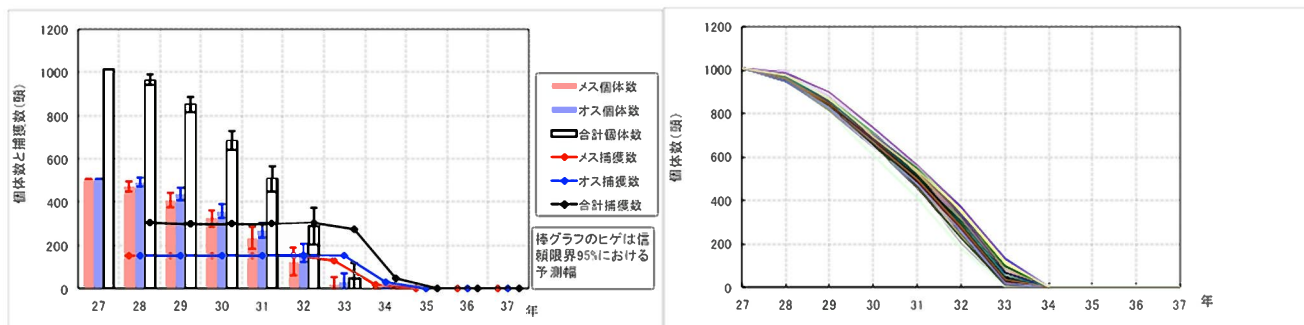 個体数と捕獲数(頭)
1200
1000
800
600
400
200
0
27 28 29 30 31 32 33 34 35 36 37 年
メス個体数
オス個体数
合計個体数
メス捕獲数
オス捕獲数
合計捕獲数
棒グラフのヒゲは信
頼限界95%における
予測幅
個体数(頭)
1200
1000
800
600
400
200
0
27 28 29 30 31 32 33 34 35 36 37 年